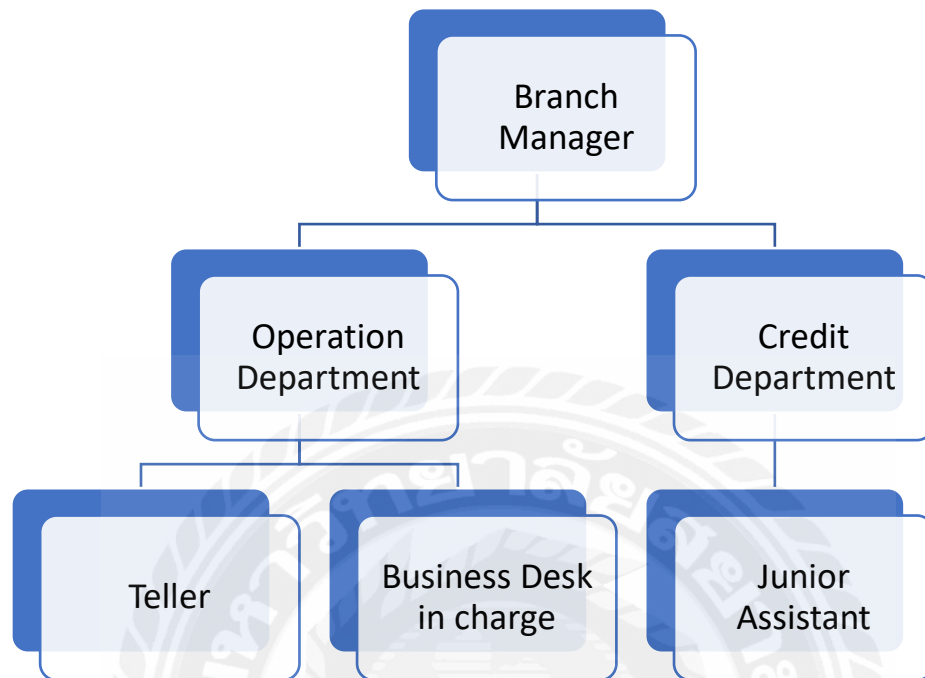 Branch
Manager
Operation
Department
Credit
Department
Teller
Business Desk
in charge
Junior
Assistant